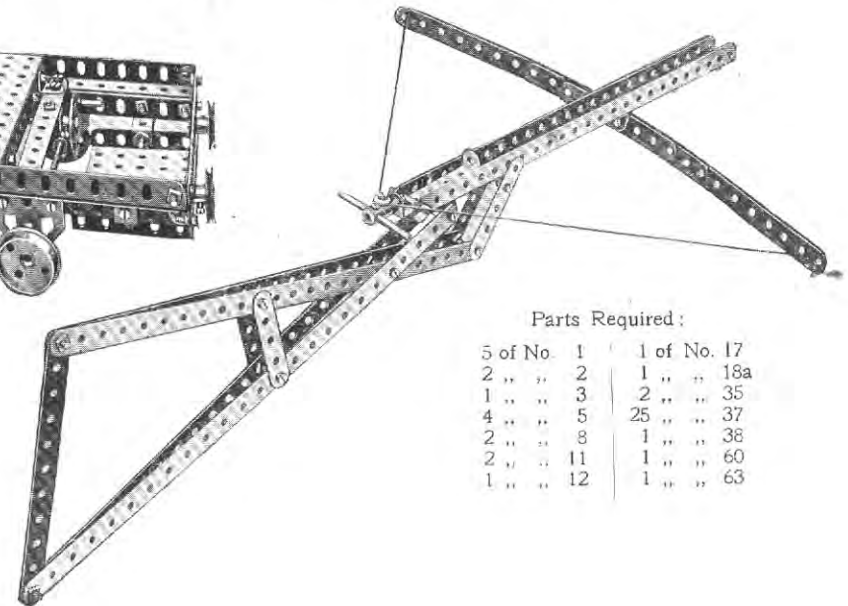 Parts Required:
5 of No. 1 1 of No. 17
2 ,, ,, 2 1 ,, ,, 18a
1 ,, ,, 3 2 ,, ,, 35
4 ,, ,, 5 25 ,, ,, 37
2 ,, ,, 8 1 ,, ,, 38
2 ,, ,, 11 1 ,, ,, 60
1 ,, ,, 12 1 ,, ,, 63